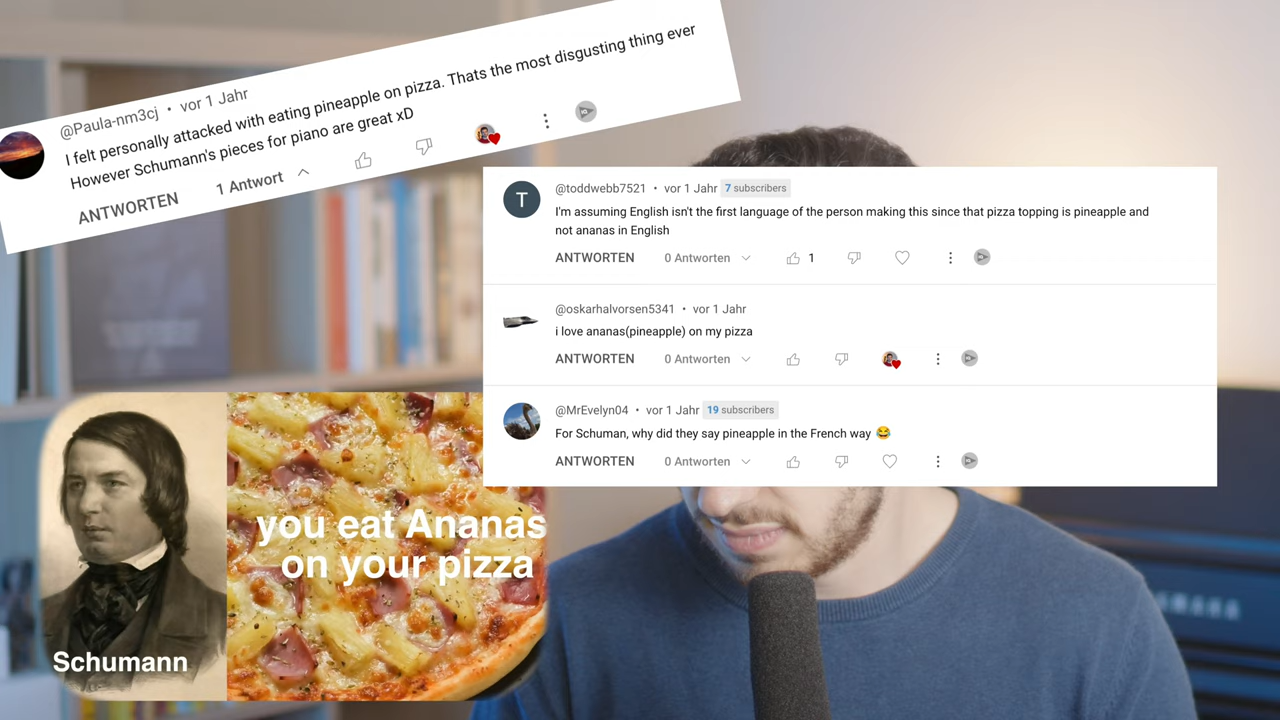 @Paula-nm3cj • vor 1 Jahr
I felt personally attacked with eating pineapple on pizza. Thats the most disgusting thing ever
However Schumann's pieces for piano are great xD
ANTWORTEN 1 Antwort
@toddwebb7521 • vor 1 Jahr 7 subscribers
T
I'm assuming English isn't the first language of the person making this since that pizza topping is pineapple and
not ananas in English
ANTWORTEN 0 Antworten 1
@oskarhalvorsen5341 • vor 1 Jahr
i love ananas(pineapple) on my pizza
ANTWORTEN 0 Antworten
@MrEvelyn04 • vor 1 Jahr 19 subscribers
For Schuman, why did they say pineapple in the French way 😂
ANTWORTEN 0 Antworten
you eat Ananas
on your pizza
Schumann